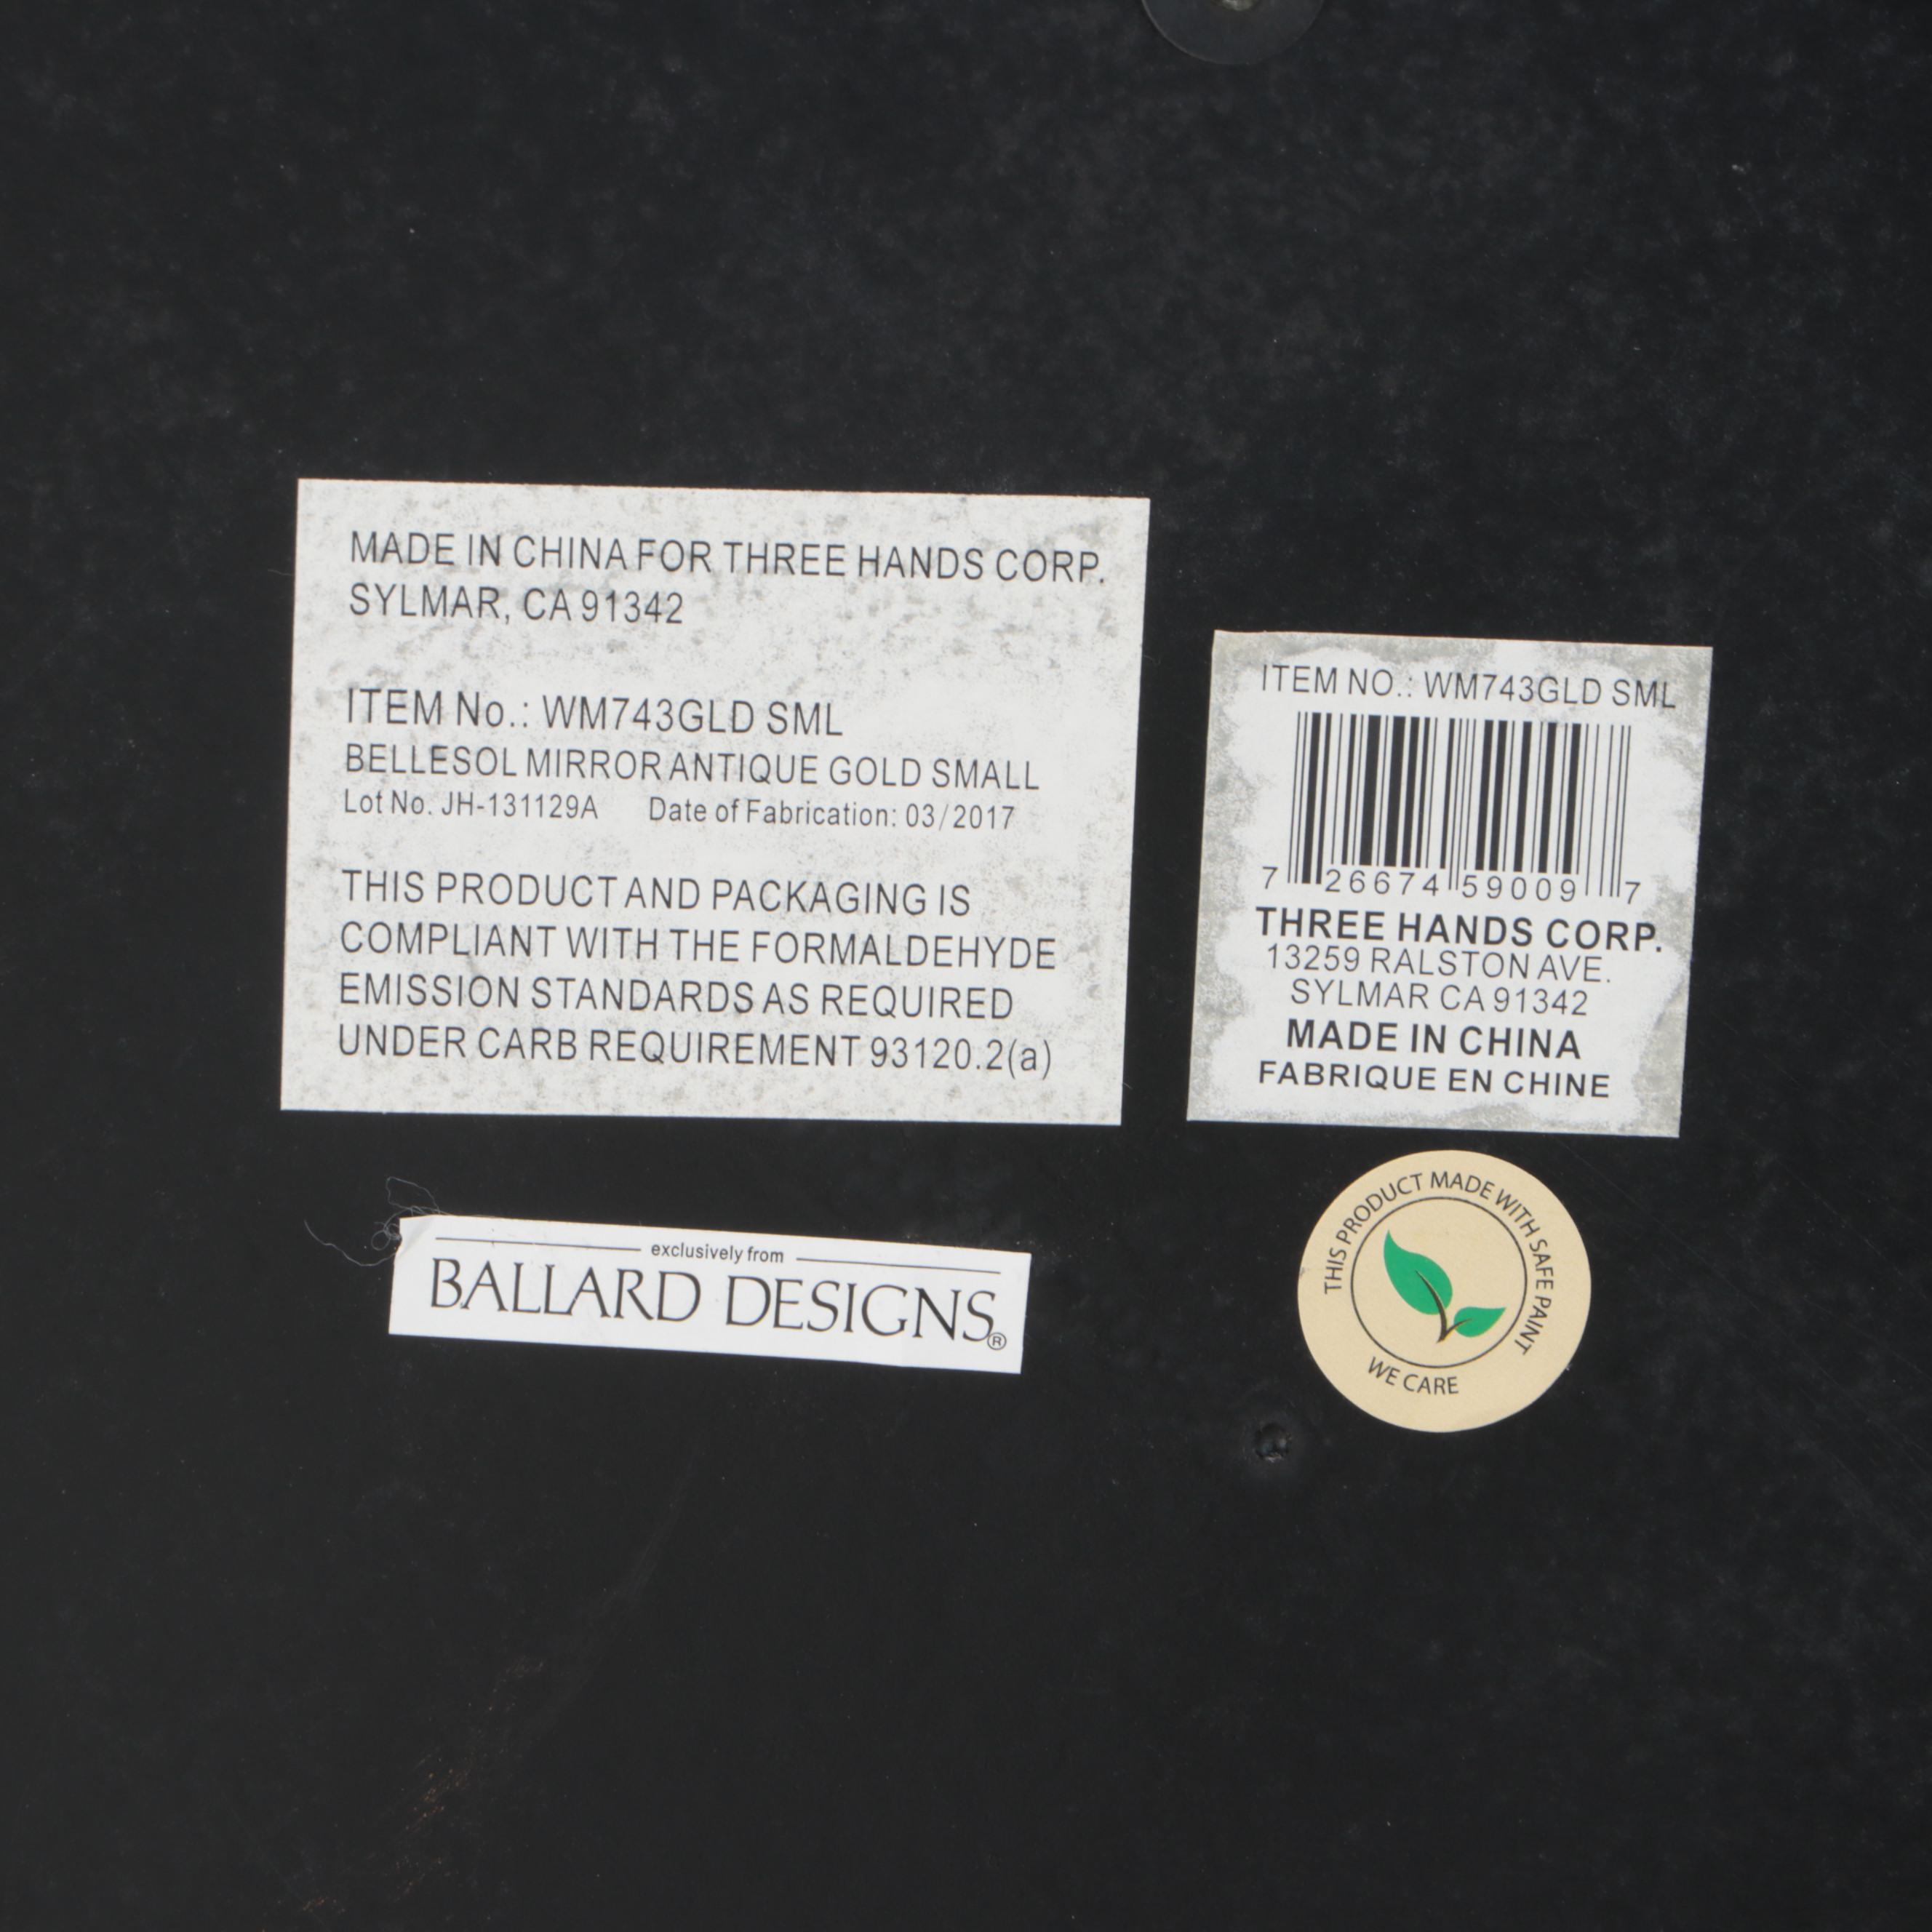 MADE IN CHINA FOR THREE HANDS CORP.
SYLMAR, CA 91342
ITEM No.: WM743GLD SML
BELLESOL MIRROR ANTIQUE GOLD SMALL
Lot No. JH-131129A Date of Fabrication: 03/2017
THIS PRODUCT AND PACKAGING IS
COMPLIANT WITH THE FORMALDEHYDE
EMISSION STANDARDS AS REQUIRED
UNDER CARB REQUIREMENT 93120.2(a)
ITEM NO.: WM743GLD SML
7 26674 59009 7
THREE HANDS CORP.
13259 RALSTON AVE.
SYLMAR CA 91342
MADE IN CHINA
FABRIQUE EN CHINE
exclusively from
BALLARD DESIGNS®
THIS PRODUCT MADE WITH SAFE PAINT
WE CARE